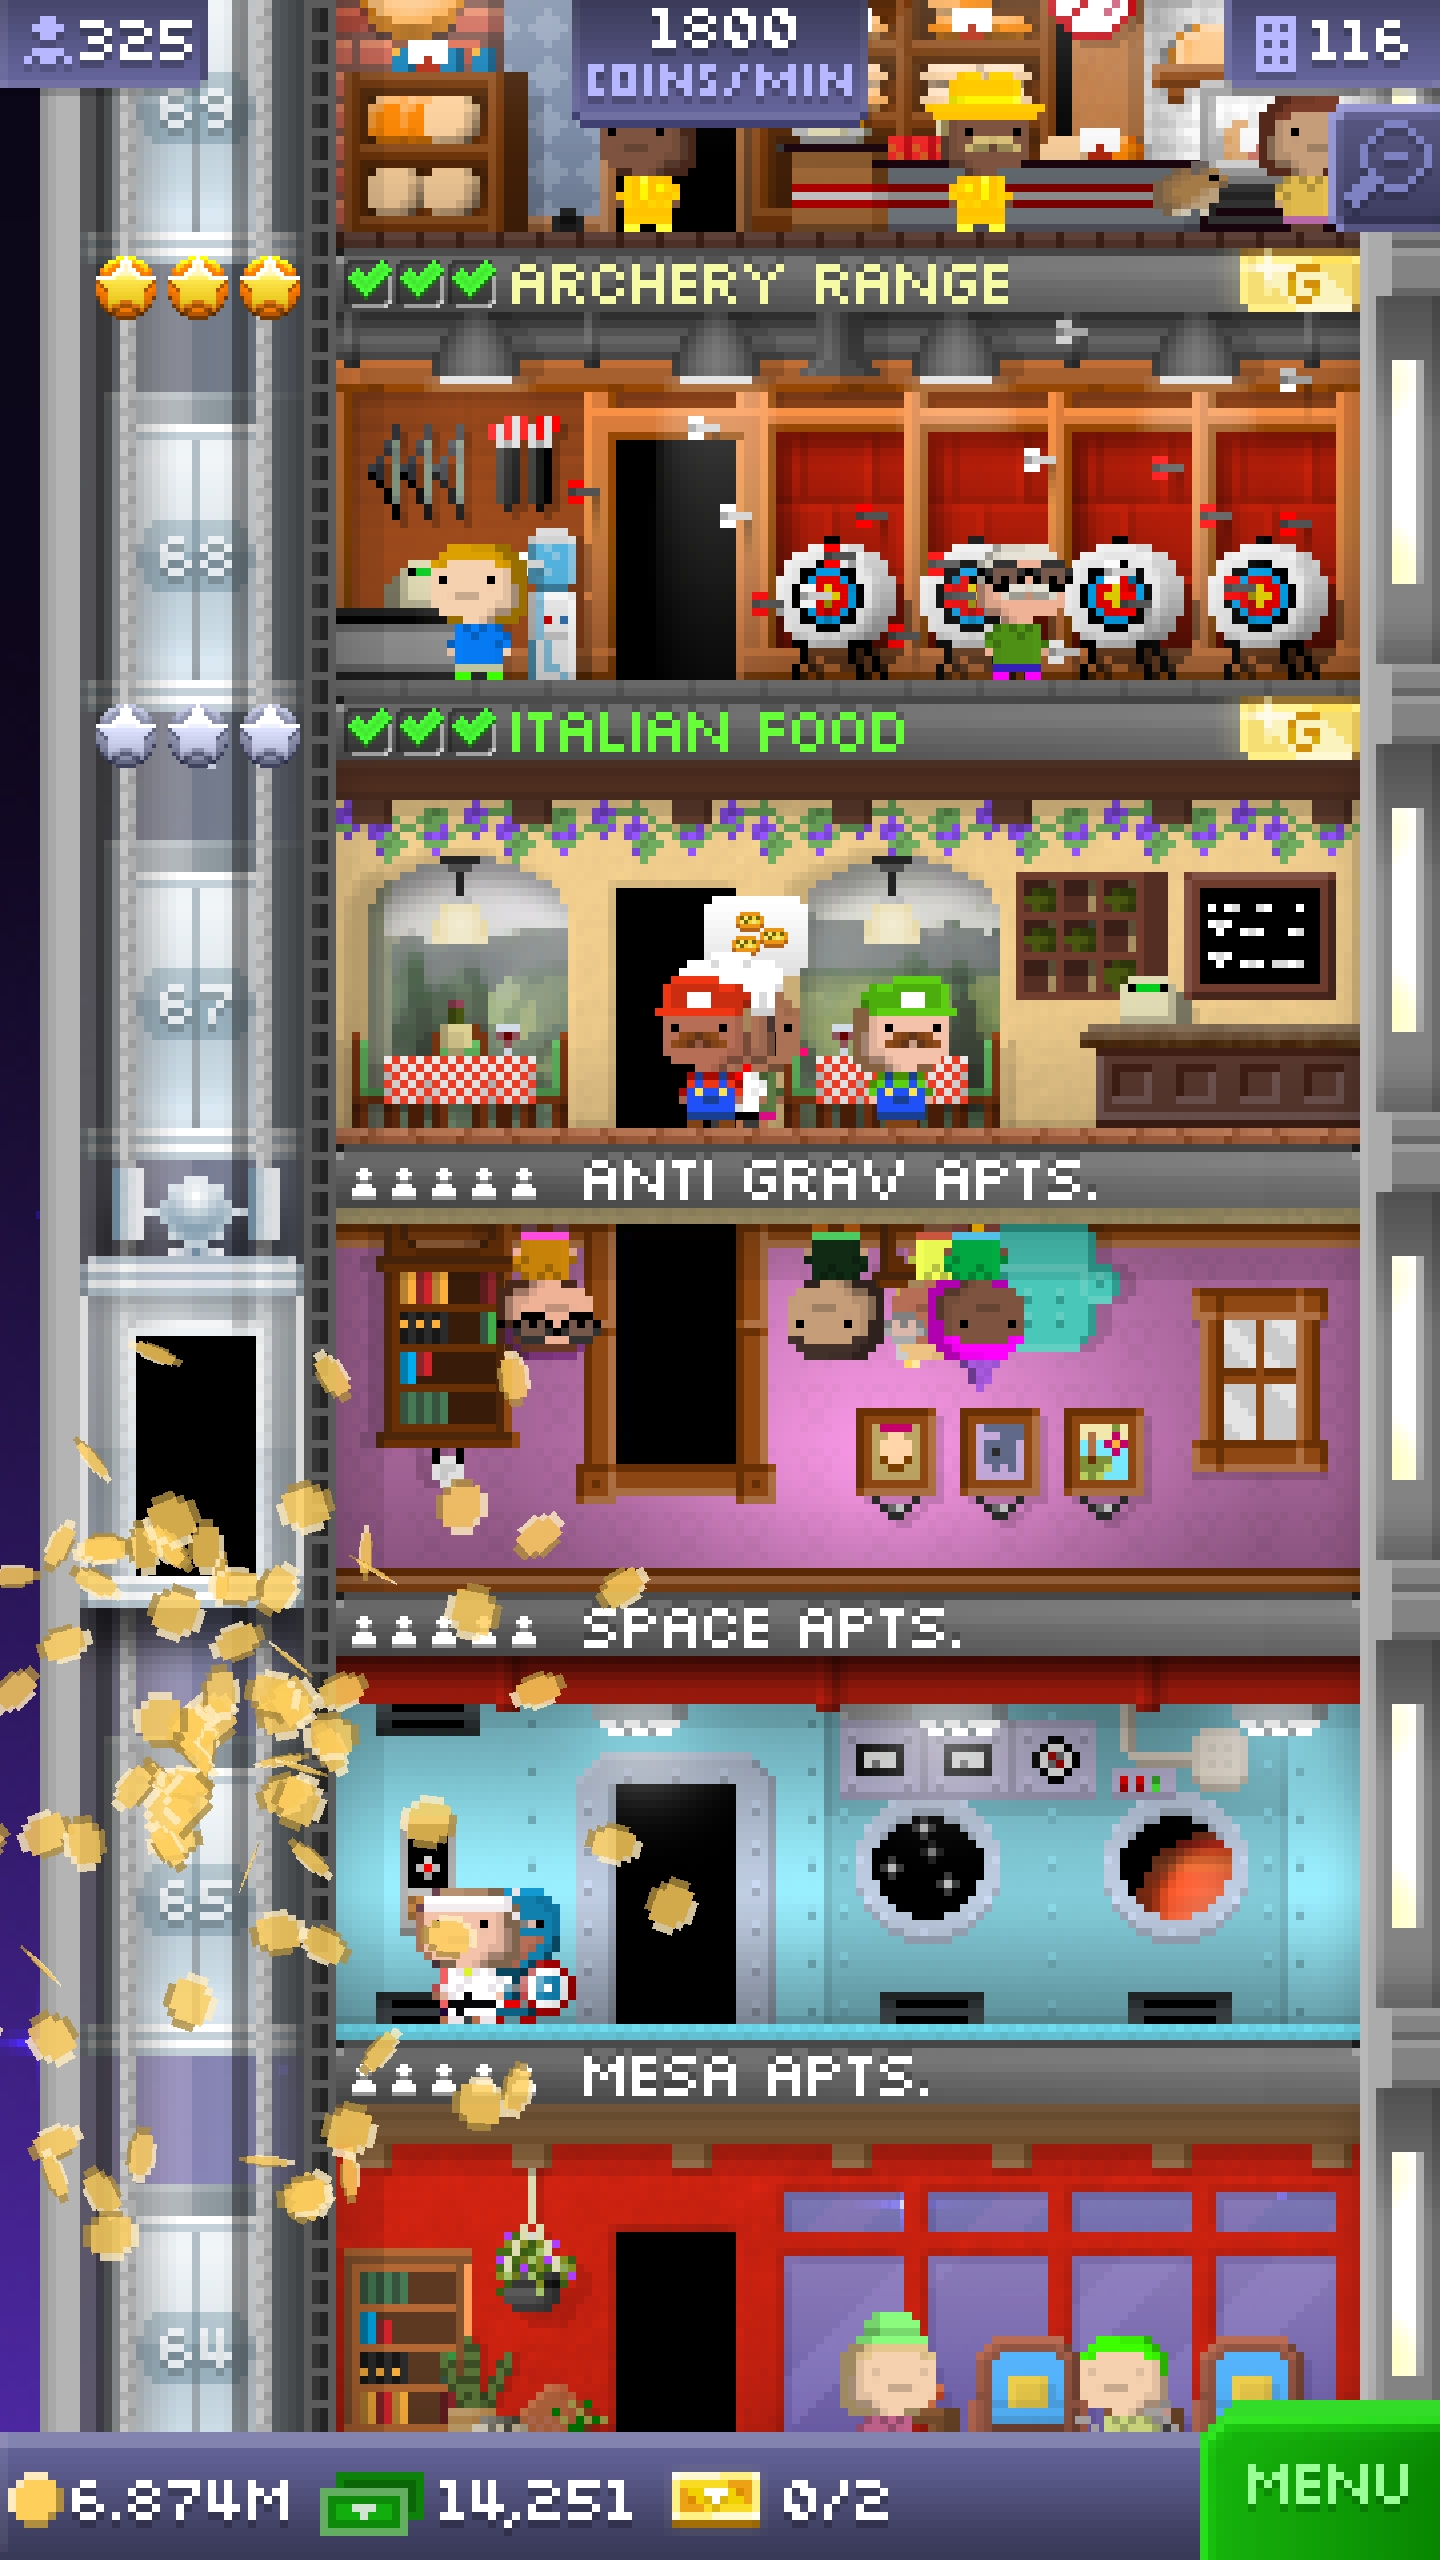 325
1800
COINS/MIN
116
69
ARCHERY RANGE
G
68
ITALIAN FOOD
G
67
ANTI GRAV APTS.
SPACE APTS.
65
MESA APTS.
64
6.874M
14,251
0/2
MENU